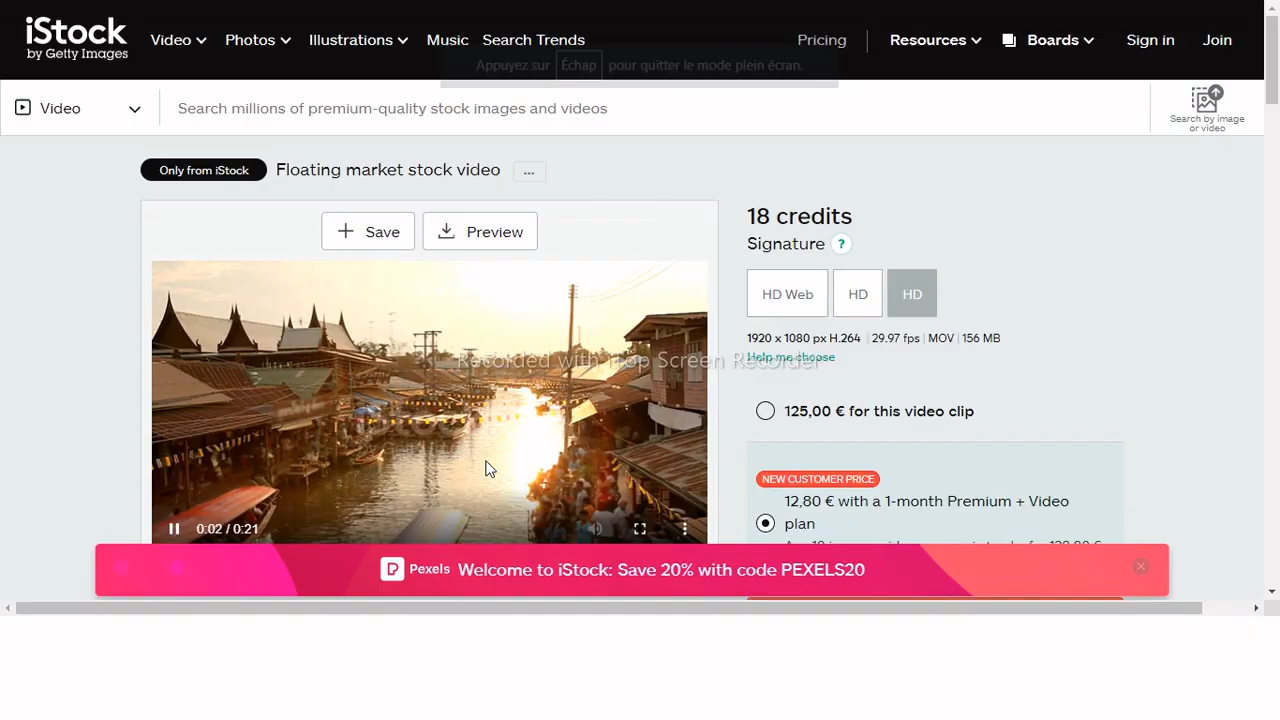 iStock
by Getty Images
Video
Photos
Illustrations
Music
Search Trends
Pricing
Resources
Boards
Sign in
Join
Appuyez sur Échap pour quitter le mode plein écran.
Video
Search millions of premium-quality stock images and videos
Search by image
or video
Only from iStock
Floating market stock video
...
Save
Preview
18 credits
Signature ?
HD Web
HD
HD
1920 x 1080 px H.264 | 29.97 fps | MOV | 156 MB
Help me choose
Recorded with iTop Screen Recorder
125,00 € for this video clip
NEW CUSTOMER PRICE
12,80 € with a 1-month Premium + Video
plan
0:02 / 0:21
Pexels Welcome to iStock: Save 20% with code PEXELS20